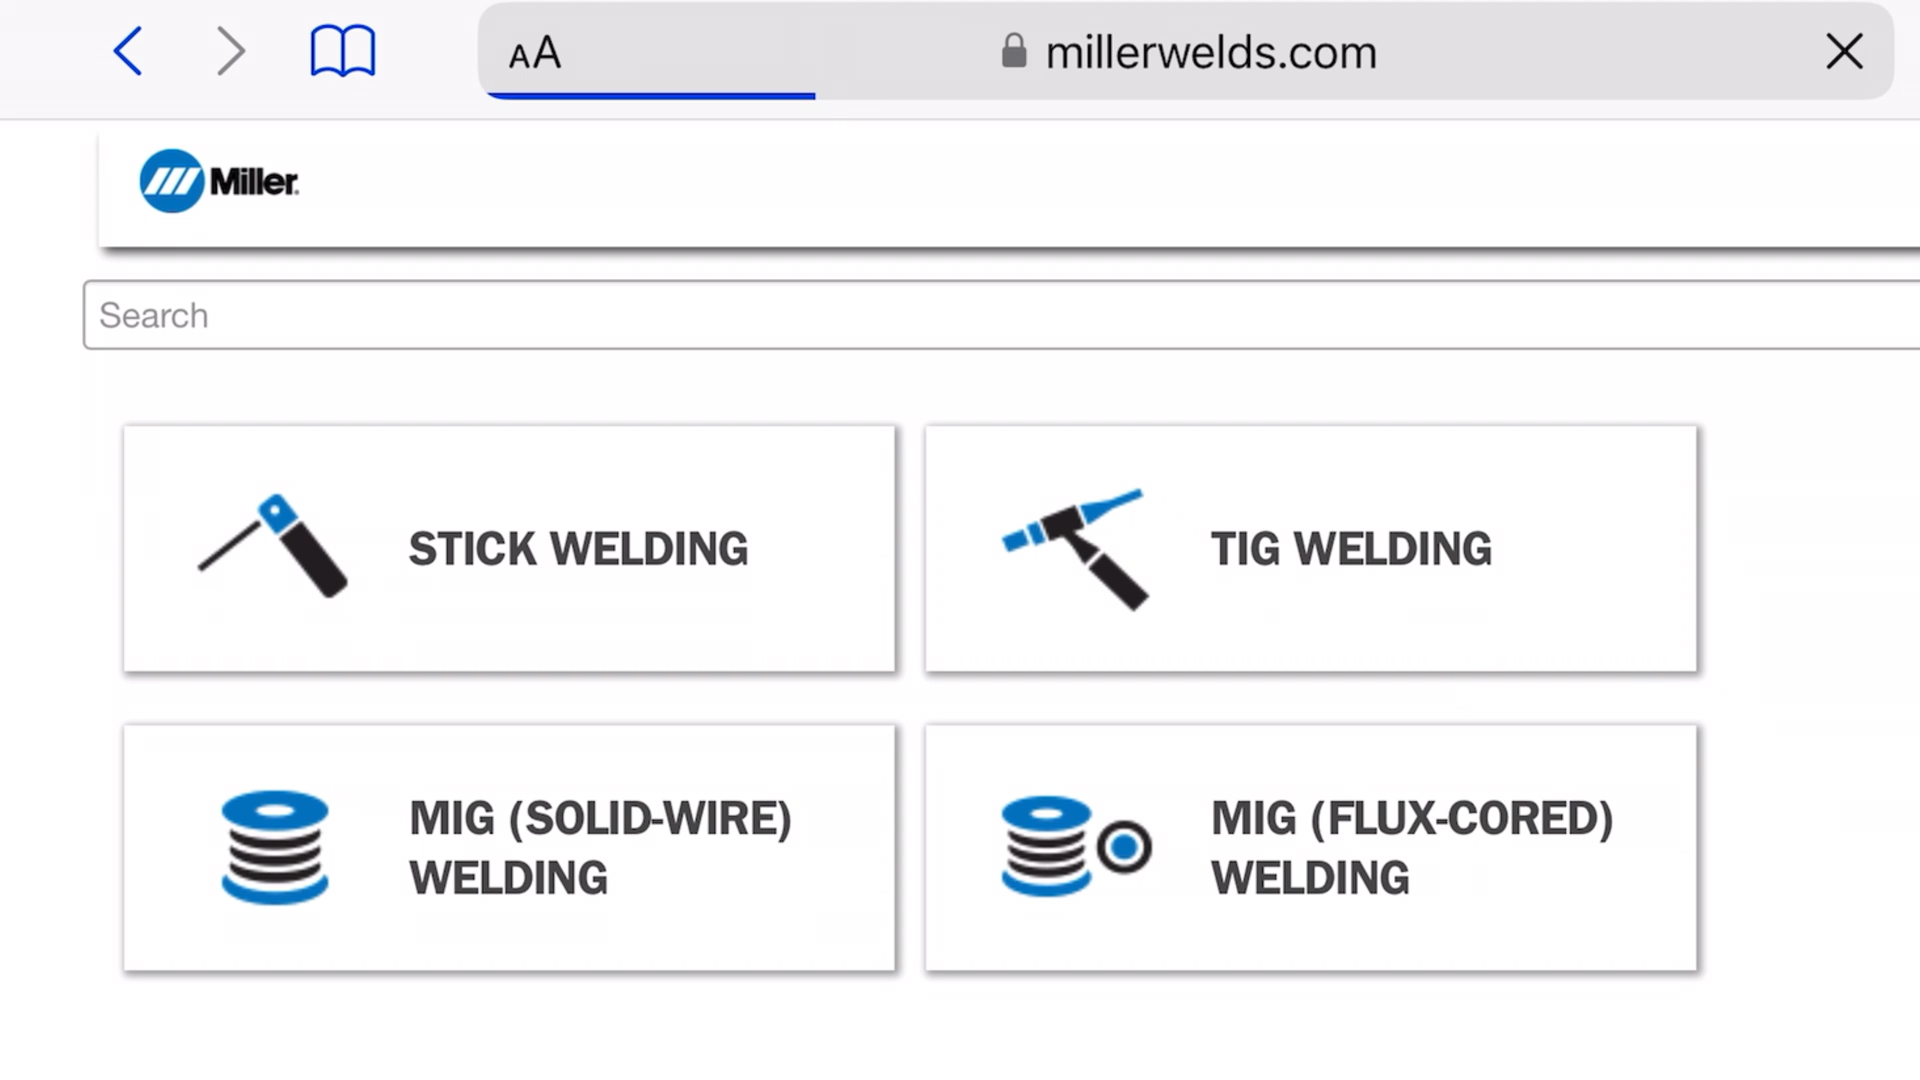 AA
millerwelds.com
Miller.
Search
STICK WELDING
TIG WELDING
MIG (SOLID-WIRE)
WELDING
MIG (FLUX-CORED)
WELDING